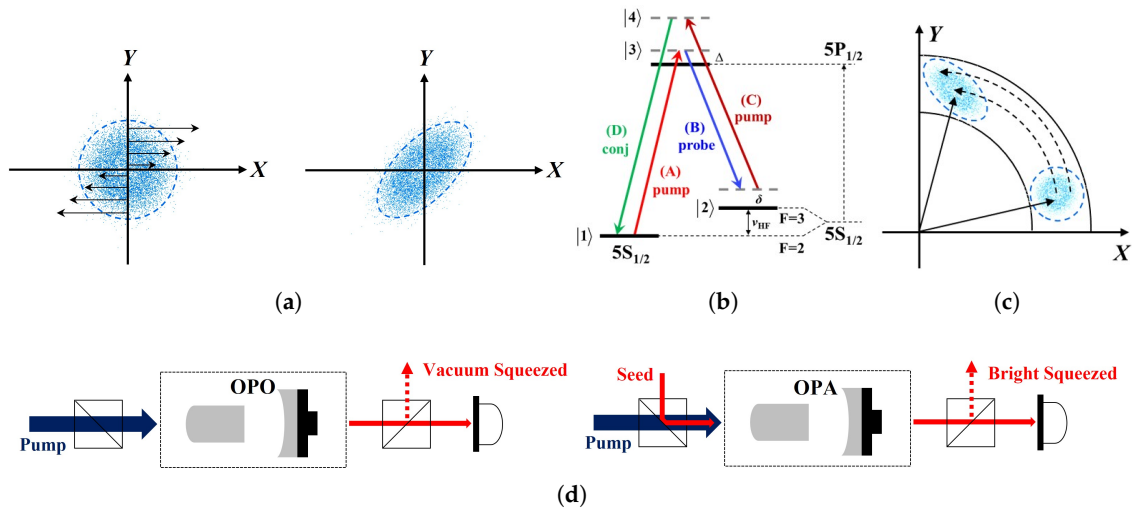 Y
X
Y
X
(a)
|4⟩
|3⟩
Δ
5P1/2
(C)
pump
(D)
conj
(B)
probe
(A)
pump
|2⟩
δ
νHF
F=3
5S1/2
|1⟩
5S1/2
F=2
(b)
Y
X
(c)
Pump
OPO
Vacuum Squeezed
Seed
Pump
OPA
Bright Squeezed
(d)